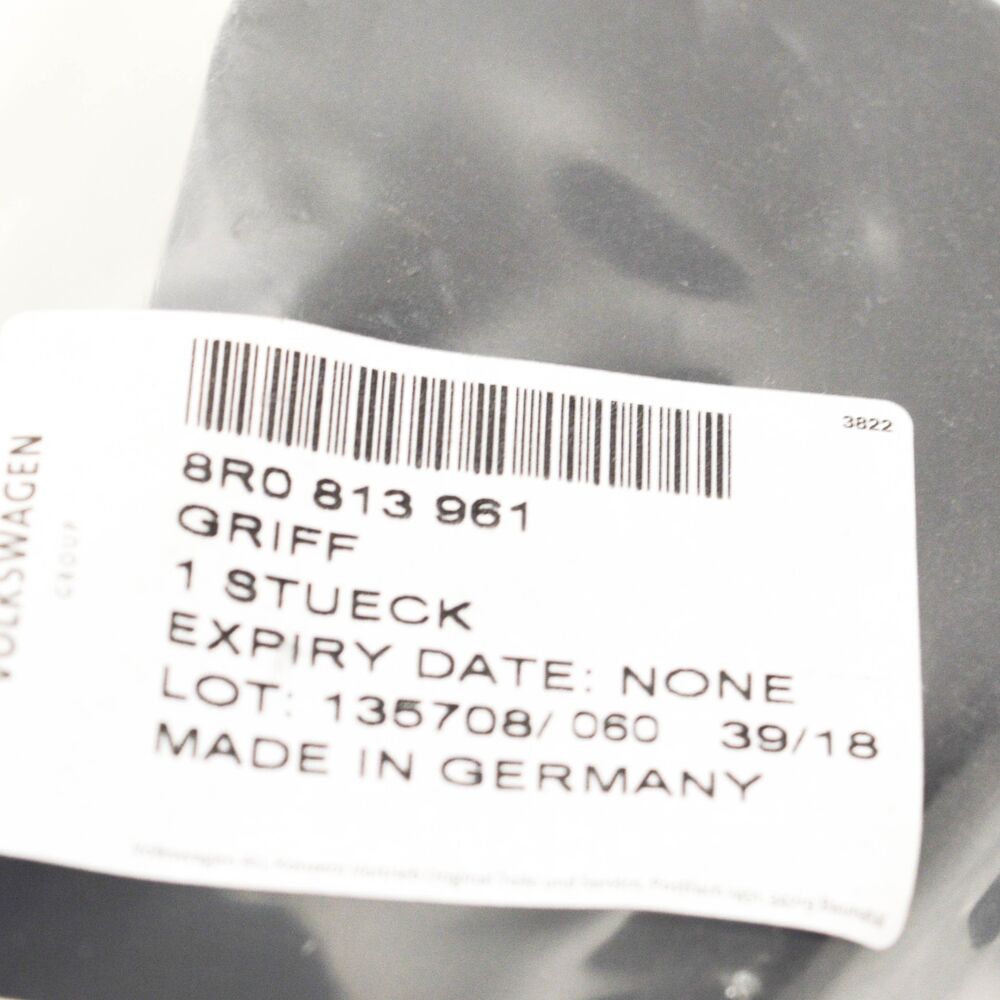 3822
8R0 813 961
GRIFF
1 STUECK
EXPIRY DATE: NONE
LOT: 135708/ 060 39/18
MADE IN GERMANY
VOLKSWAGEN
GROUP